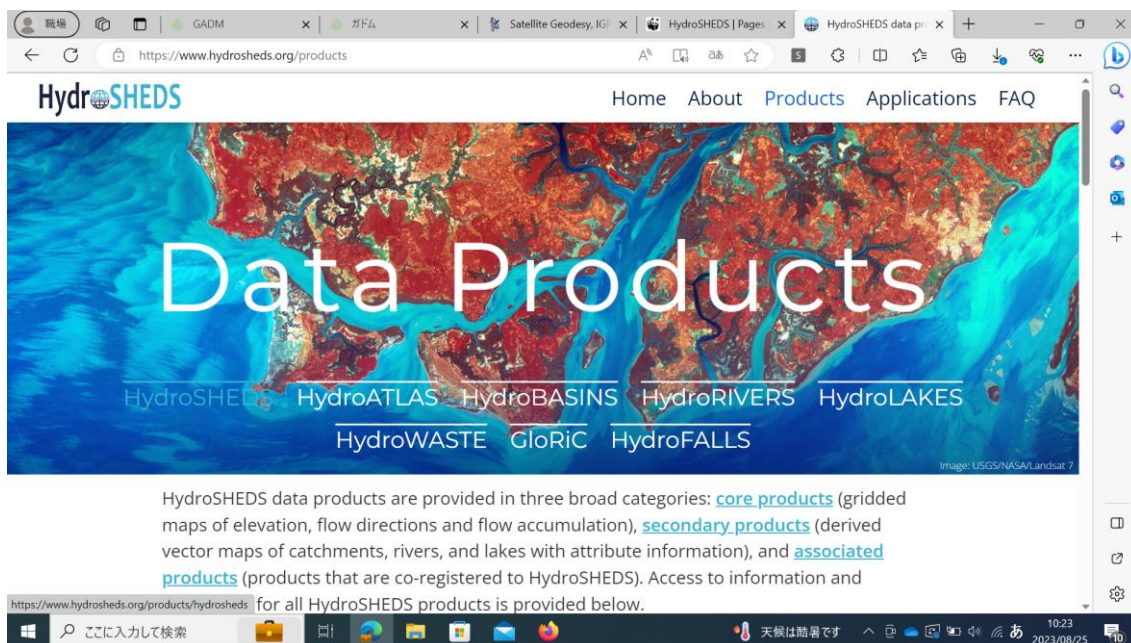 職場
GADM
ガドム
Satellite Geodesy, IGP
HydroSHEDS | Pages
HydroSHEDS data pr
https://www.hydrosheds.org/products
HydroSHEDS
Home About Products Applications FAQ
Data Products
HydroSHEDS HydroATLAS HydroBASINS HydroRIVERS HydroLAKES
HydroWASTE GloRiC HydroFALLS
Image: USGS/NASA/Landsat 7
HydroSHEDS data products are provided in three broad categories: core products (gridded
maps of elevation, flow directions and flow accumulation), secondary products (derived
vector maps of catchments, rivers, and lakes with attribute information), and associated
products (products that are co-registered to HydroSHEDS). Access to information and
https://www.hydrosheds.org/products/hydrosheds for all HydroSHEDS products is provided below.
ここに入力して検索
天候は酷暑です
あ
10:23
2023/08/25